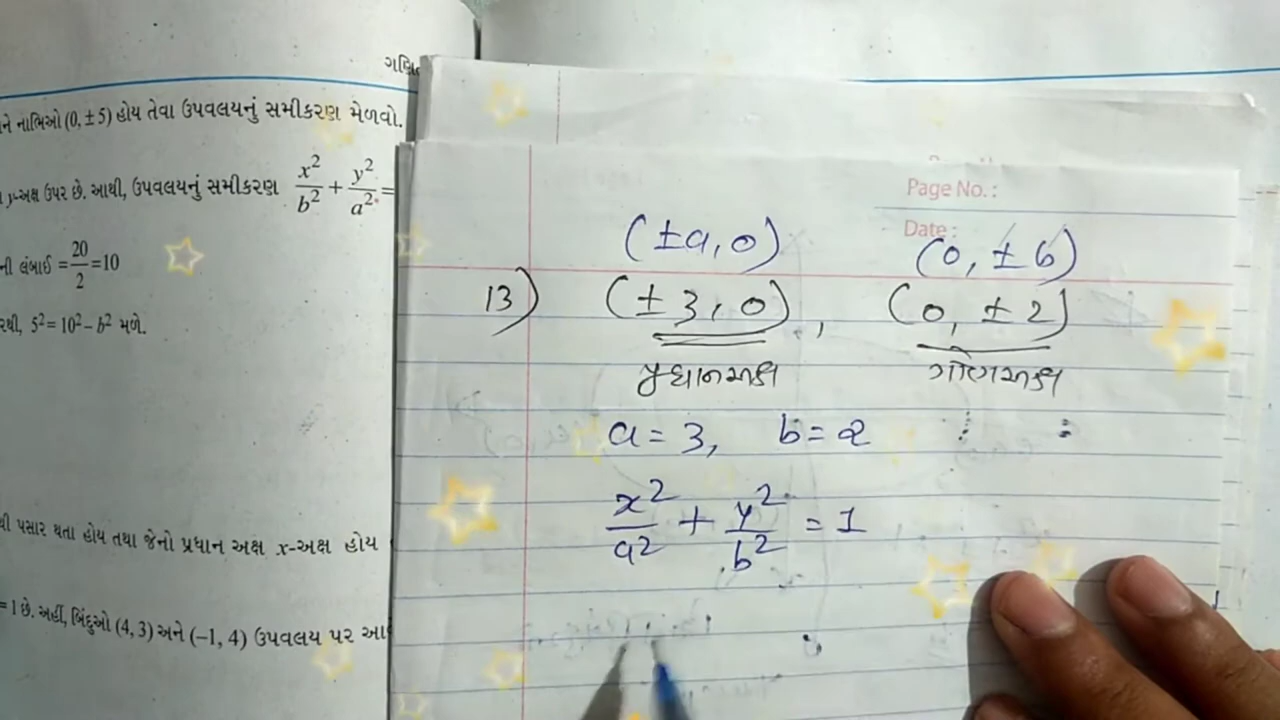 ગણિત
ને નાભિઓ (0, ± 5) હોય તેવા ઉપવલયનું સમીકરણ મેળવો.
y-અક્ષ ઉપર છે. આથી, ઉપવલયનું સમીકરણ x²/b² + y²/a² =
ની લંબાઈ = 20/2 = 10
રથી, 5² = 10² – b² મળે.
થી પસાર થતા હોય તથા જેનો પ્રધાન અક્ષ x-અક્ષ હોય
= 1 છે. અહીં, બિંદુઓ (4, 3) અને (–1, 4) ઉપવલય પર આ
Page No. :
Date :
(±a, 0) (0, ±b)
13) (±3, 0), (0, ±2)
પ્રધાનઅક્ષ ગૌણઅક્ષ
a = 3, b = 2
x²/a² + y²/b² = 1